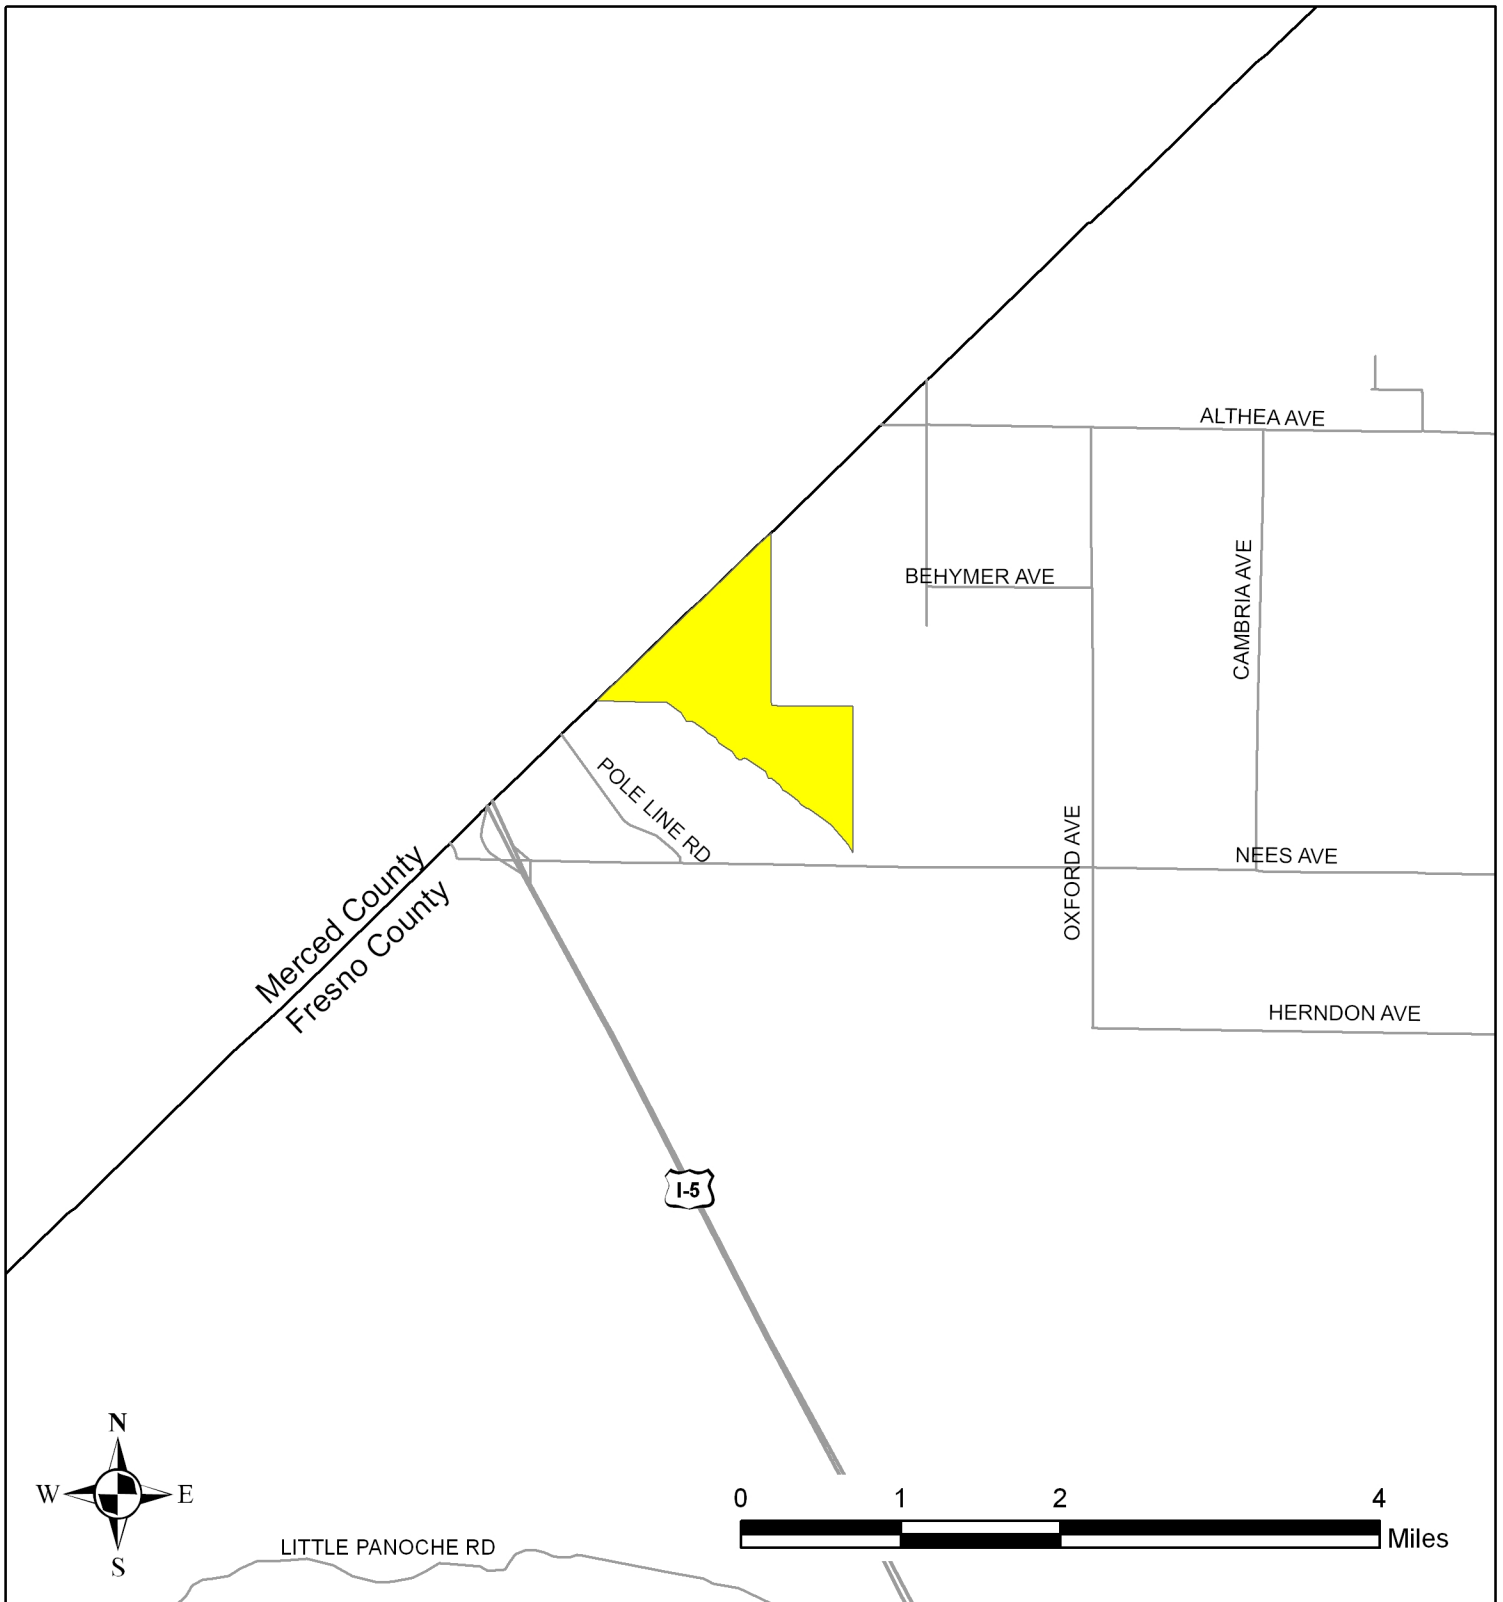 ALTHEA AVE
BEHYMER AVE
CAMBRIA AVE
POLE LINE RD
OXFORD AVE
NEES AVE
Merced County
Fresno County
HERNDON AVE
I-5
N
W E
S
0 1 2 4
Miles
LITTLE PANOCHE RD